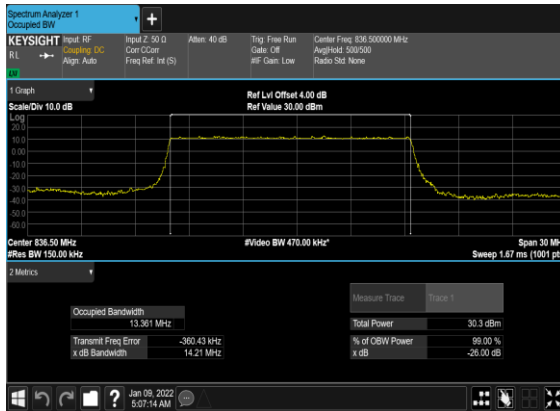 Spectrum Analyzer 1
Occupied BW
KEYSIGHT Input: RF Input Z: 50 Ω Atten: 40 dB Trig: Free Run Center Freq: 836.500000 MHz
RL Coupling: DC Corr CCorr Gate: Off Avg|Hold: 500/500
Align: Auto Freq Ref: Int (S) #IF Gain: Low Radio Std: None
1 Graph
Ref Lvl Offset 4.00 dB
Scale/Div 10.0 dB Ref Value 30.00 dBm
Log
20.0
10.0
0.00
-10.0
-20.0
-30.0
-40.0
-50.0
-60.0
Center 836.50 MHz #Video BW 470.00 kHz* Span 30 MH
#Res BW 150.00 kHz Sweep 1.67 ms (1001 pt
2 Metrics
Measure Trace Trace 1
Occupied Bandwidth
13.361 MHz Total Power 30.3 dBm
Transmit Freq Error -360.43 kHz % of OBW Power 99.00 %
x dB Bandwidth 14.21 MHz x dB -26.00 dB
? Jan 09, 2022
5:07:14 AM